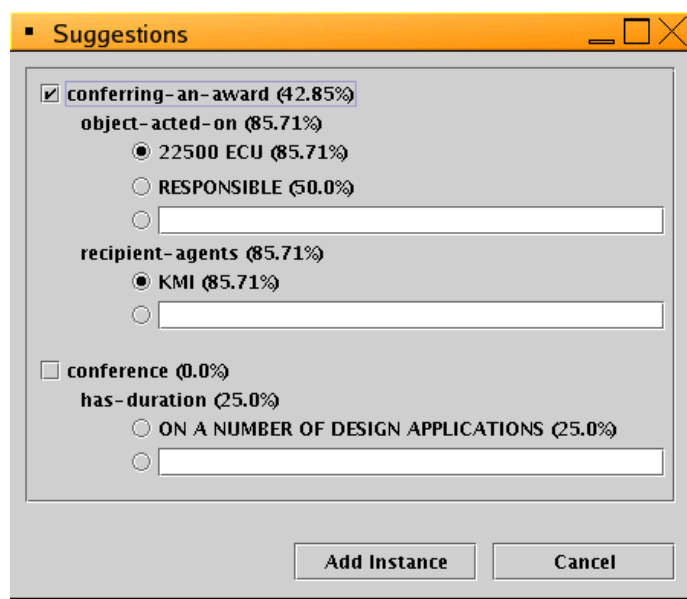 Suggestions
conferring-an-award (42.85%)
object-acted-on (85.71%)
22500 ECU (85.71%)
RESPONSIBLE (50.0%)
recipient-agents (85.71%)
KMI (85.71%)
conference (0.0%)
has-duration (25.0%)
ON A NUMBER OF DESIGN APPLICATIONS (25.0%)
Add Instance Cancel